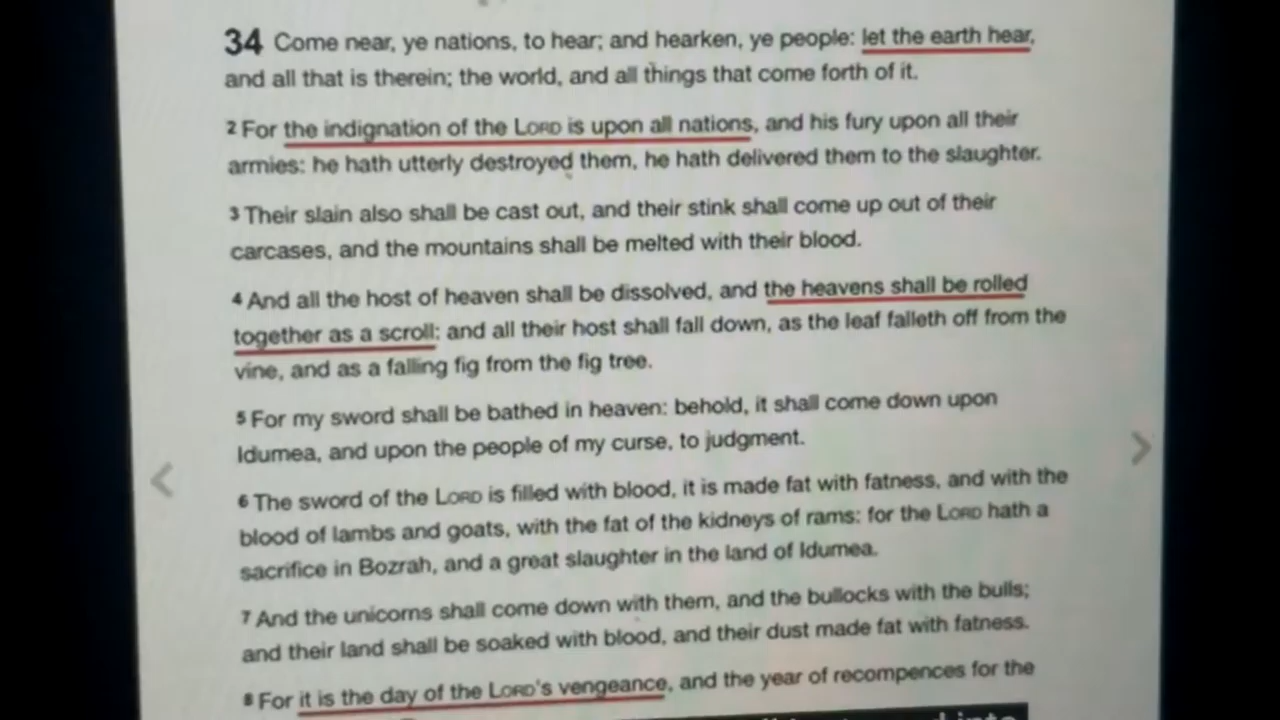 34 Come near, ye nations, to hear; and hearken, ye people: let the earth hear,
and all that is therein; the world, and all things that come forth of it.
2 For the indignation of the LORD is upon all nations, and his fury upon all their
armies: he hath utterly destroyed them, he hath delivered them to the slaughter.
3 Their slain also shall be cast out, and their stink shall come up out of their
carcases, and the mountains shall be melted with their blood.
4 And all the host of heaven shall be dissolved, and the heavens shall be rolled
together as a scroll: and all their host shall fall down, as the leaf falleth off from the
vine, and as a falling fig from the fig tree.
5 For my sword shall be bathed in heaven: behold, it shall come down upon
Idumea, and upon the people of my curse, to judgment.
6 The sword of the LORD is filled with blood, it is made fat with fatness, and with the
blood of lambs and goats, with the fat of the kidneys of rams: for the LORD hath a
sacrifice in Bozrah, and a great slaughter in the land of Idumea.
7 And the unicorns shall come down with them, and the bullocks with the bulls;
and their land shall be soaked with blood, and their dust made fat with fatness.
8 For it is the day of the LORD's vengeance, and the year of recompences for the